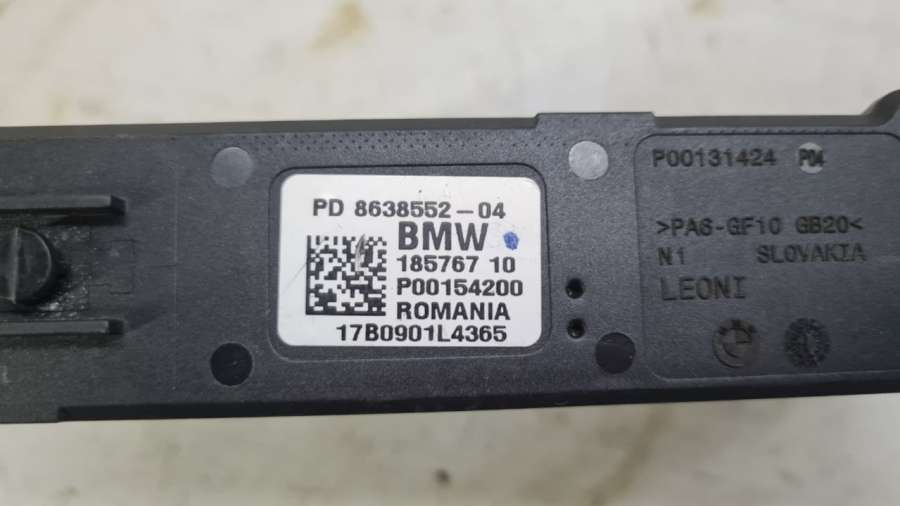 PD 8638552-04
BMW
185767 10
P00154200
ROMANIA
17B0901L4365
P00131424 P04
>PA6-GF10 GB20<
N1 SLOVAKIA
LEONI